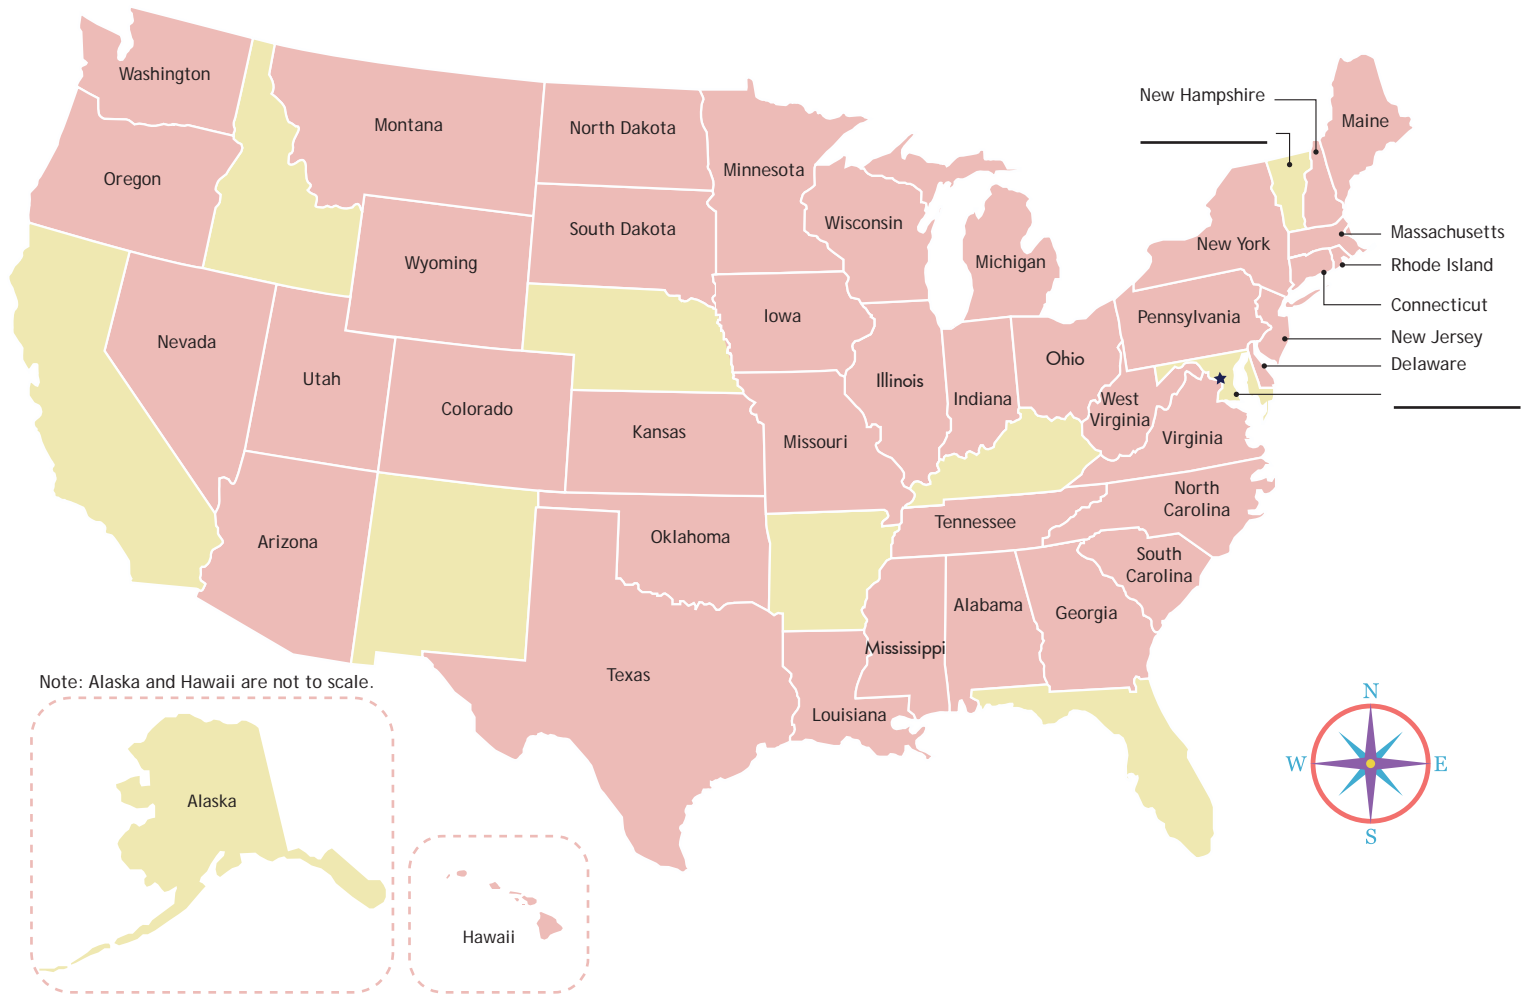 New Hampshire
Washington
Maine
Montana
North Dakota
Minnesota
Oregon
Wisconsin
South Dakota
Massachusetts
New York
Wyoming
Michigan
Rhode Island
Connecticut
Iowa
Pennsylvania
Nevada
New Jersey
Ohio
Delaware
Utah
Illinois
Indiana
West
Virginia
Colorado
Kansas
Missouri
Virginia
North
Carolina
Tennessee
Arizona
Oklahoma
South
Carolina
Alabama
Georgia
Mississippi
Texas
Note: Alaska and Hawaii are not to scale.
Louisiana
N
W
E
S
Alaska
Hawaii